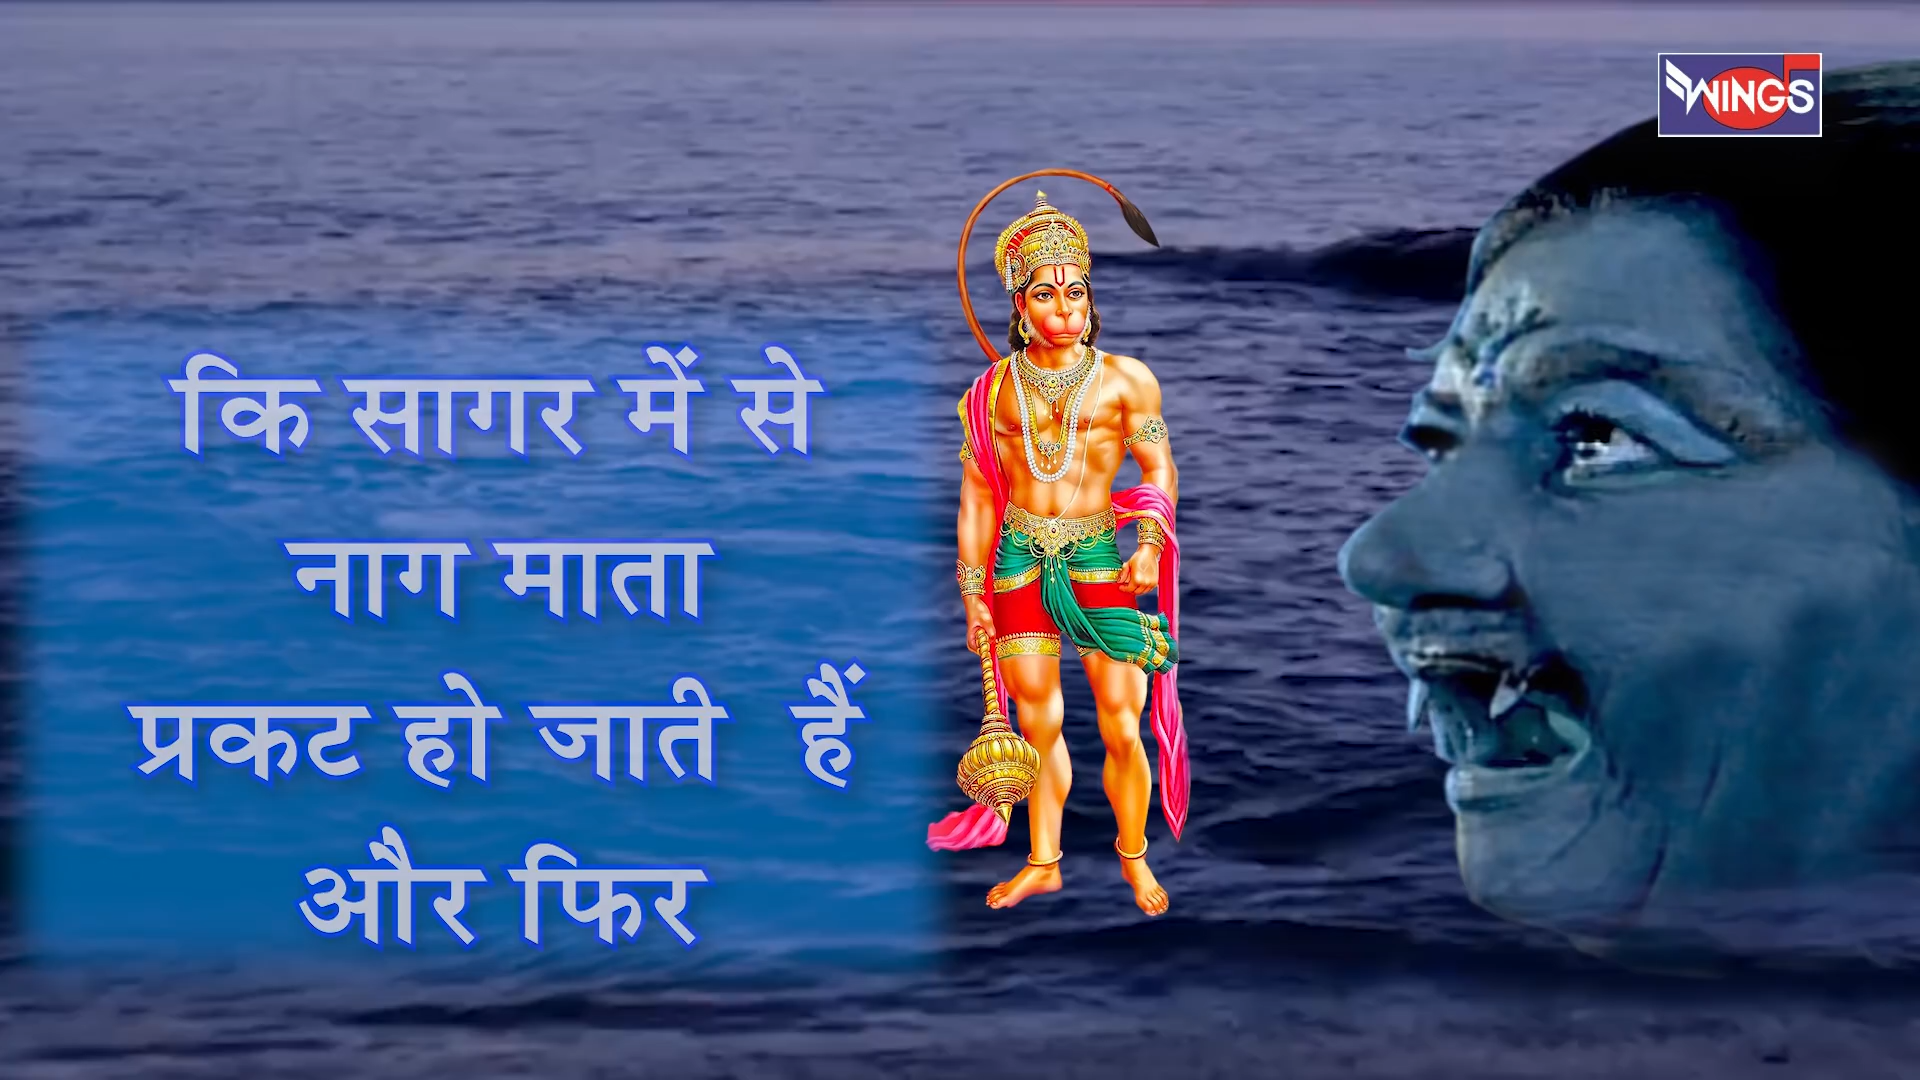 WINGS
कि सागर में से
नाग माता
प्रकट हो जाती हैं
और फिर